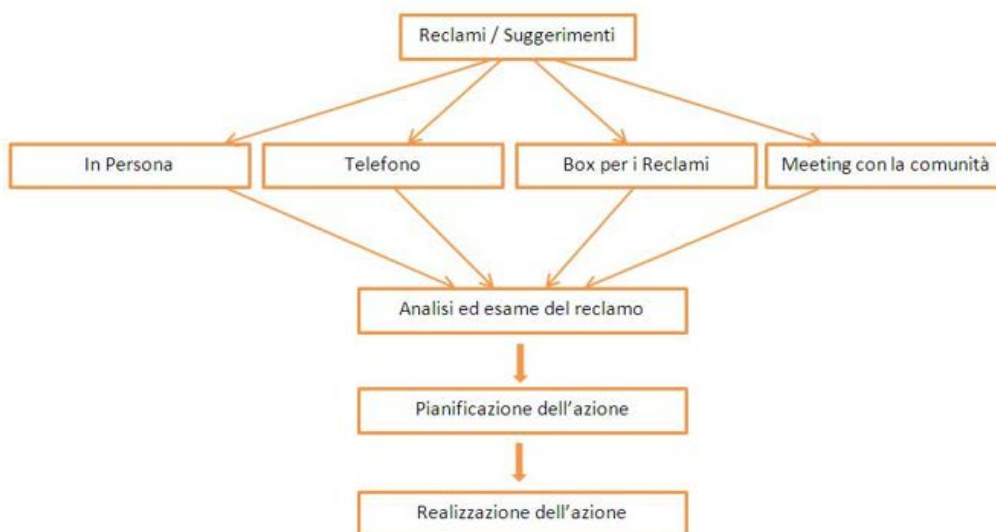 Reclami / Suggerimenti
In Persona
Telefono
Box per i Reclami
Meeting con la comunità
Analisi ed esame del reclamo
Pianificazione dell’azione
Realizzazione dell’azione